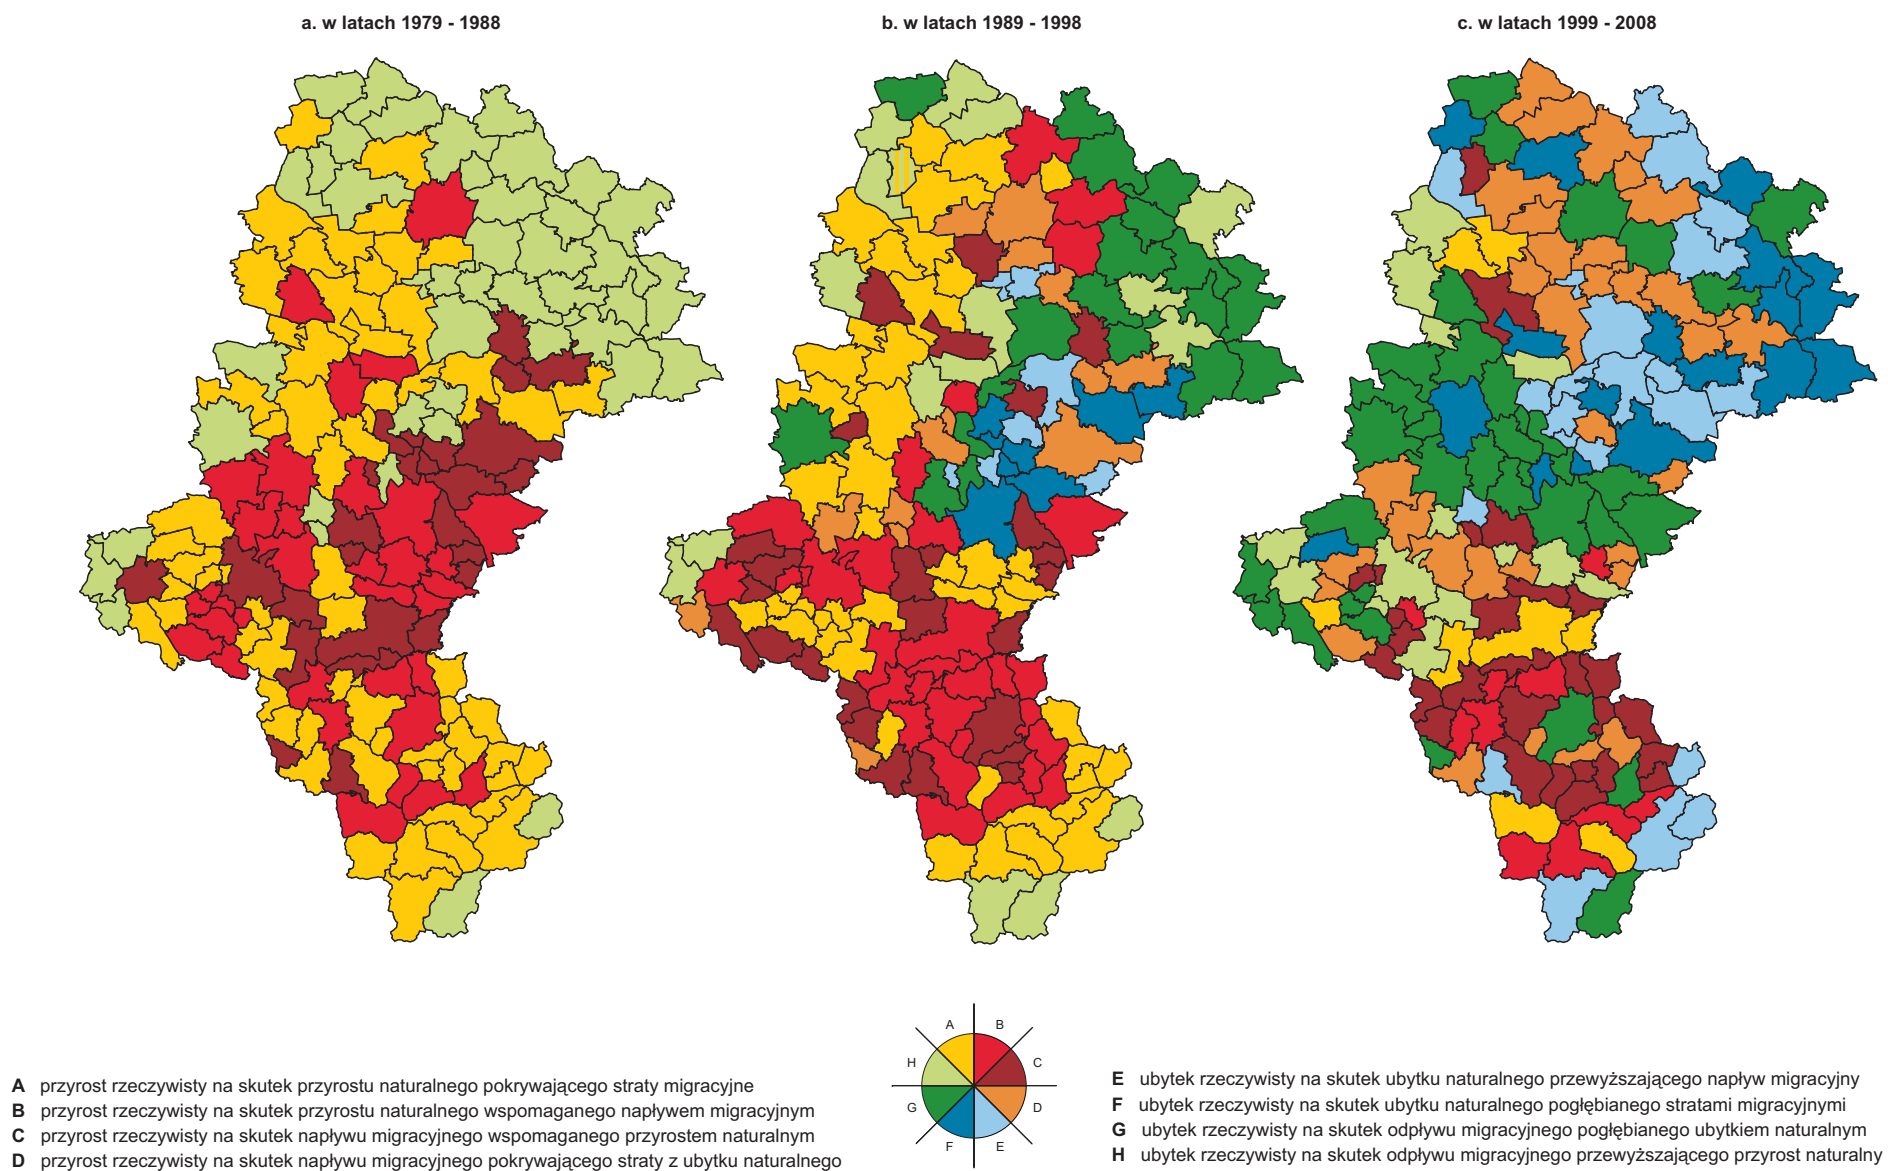 a. w latach 1979 - 1988
b. w latach 1989 - 1998
c. w latach 1999 - 2008
A
B
H
C
G
D
F
E
A przyrost rzeczywisty na skutek przyrostu naturalnego pokrywającego straty migracyjne
B przyrost rzeczywisty na skutek przyrostu naturalnego wspomaganego napływem migracyjnym
C przyrost rzeczywisty na skutek napływu migracyjnego wspomaganego przyrostem naturalnym
D przyrost rzeczywisty na skutek napływu migracyjnego pokrywającego straty z ubytku naturalnego
E ubytek rzeczywisty na skutek ubytku naturalnego przewyższającego napływ migracyjny
F ubytek rzeczywisty na skutek ubytku naturalnego pogłębianego stratami migracyjnymi
G ubytek rzeczywisty na skutek odpływu migracyjnego pogłębianego ubytkiem naturalnym
H ubytek rzeczywisty na skutek odpływu migracyjnego przewyższającego przyrost naturalny